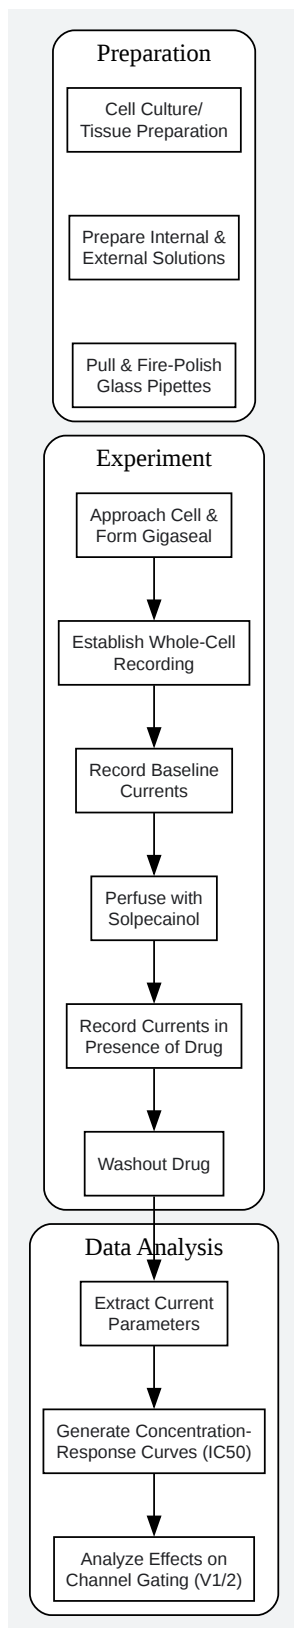 Preparation
Cell Culture/
Tissue Preparation
Prepare Internal &
External Solutions
Pull & Fire-Polish
Glass Pipettes
Experiment
Approach Cell &
Form Gigaseal
Establish Whole-Cell
Recording
Record Baseline
Currents
Perfuse with
Solpecainol
Record Currents in
Presence of Drug
Washout Drug
Data Analysis
Extract Current
Parameters
Generate Concentration-
Response Curves (IC50)
Analyze Effects on
Channel Gating (V1/2)